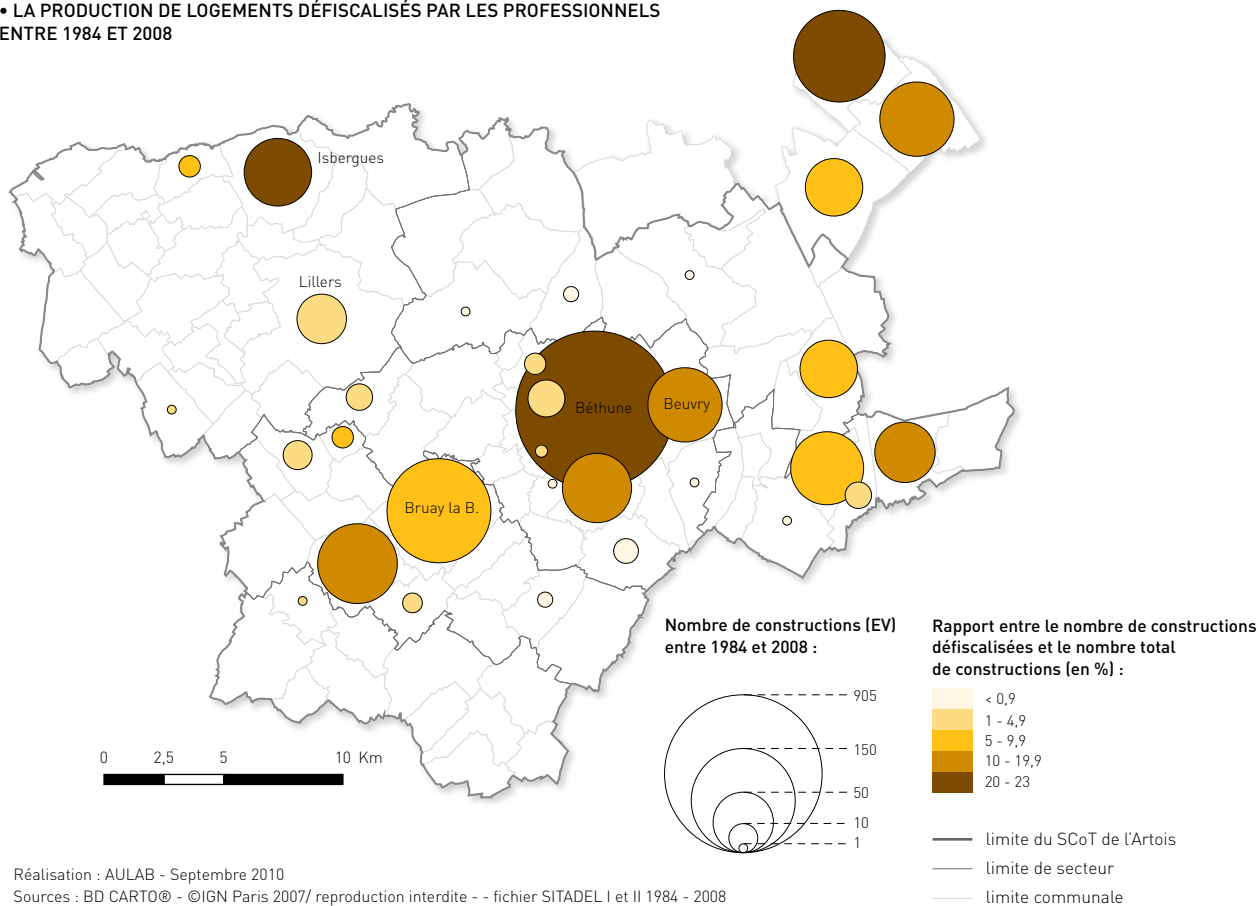 • LA PRODUCTION DE LOGEMENTS DÉFISCALISÉS PAR LES PROFESSIONNELS
ENTRE 1984 ET 2008
Isbergues
Lillers
Béthune
Beuvry
Bruay la B.
Nombre de constructions (EV)
entre 1984 et 2008 :
905
150
50
10
1
Rapport entre le nombre de constructions
défiscalisées et le nombre total
de constructions (en %) :
< 0,9
1 - 4,9
5 - 9,9
10 - 19,9
20 - 23
limite du SCoT de l'Artois
limite de secteur
limite communale
0 2,5 5 10 Km
Réalisation : AULAB - Septembre 2010
Sources : BD CARTO® - ©IGN Paris 2007/ reproduction interdite - - fichier SITADEL I et II 1984 - 2008